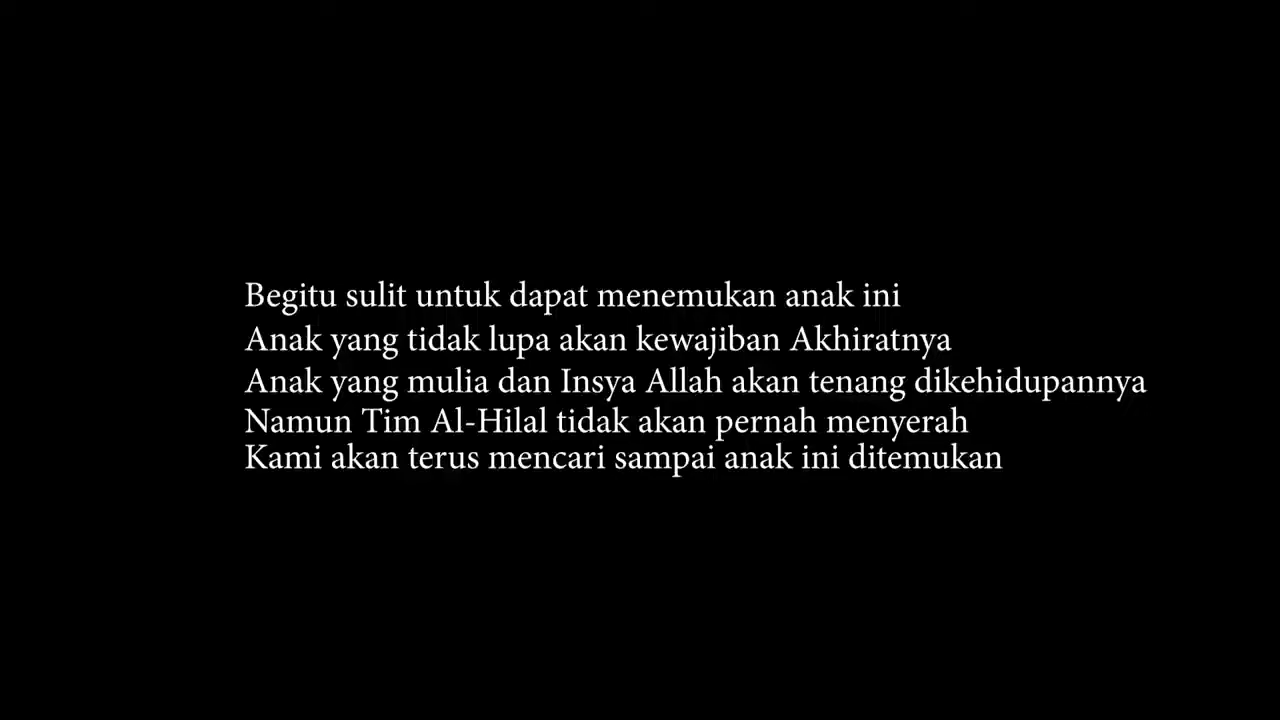 Begitu sulit untuk dapat menemukan anak ini
Anak yang tidak lupa akan kewajiban Akhiratnya
Anak yang mulia dan Insya Allah akan tenang dikehidupannya
Namun Tim Al-Hilal tidak akan pernah menyerah
Kami akan terus mencari sampai anak ini ditemukan